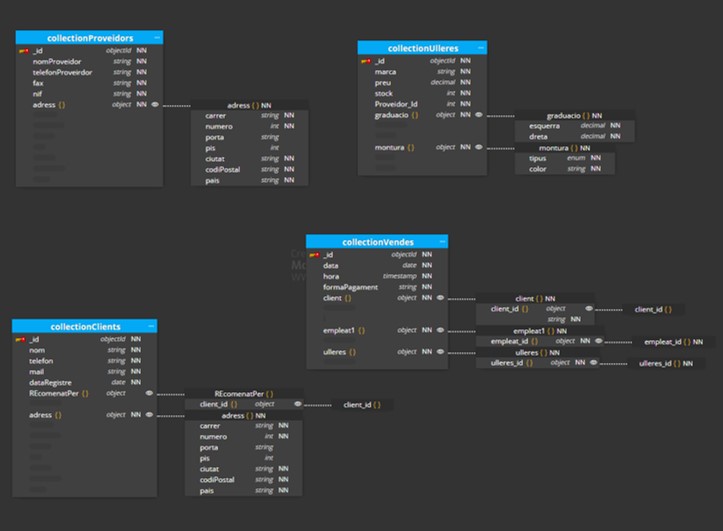 collectionProveidors
_id objectId NN
nomProveidor string NN
telefonProveirdor string NN
fax string NN
nif string NN
adress {} object NN
adress {} NN
carrer string NN
numero int NN
porta string
pis int
ciutat string NN
codiPostal string NN
pais string NN
collectionUlleres
_id objectId NN
marca string NN
preu decimal NN
stock int NN
Proveidor_Id int NN
graduacio {} object NN
montura {} object NN
graduacio {} NN
esquerra decimal NN
dreta decimal NN
montura {} NN
tipus enum NN
color string NN
collectionVendes
_id objectId NN
data date NN
hora timestamp NN
formaPagament string NN
client {} object NN
empleat1 {} object NN
ulleres {} object NN
client {} NN
client_id {} object
string NN
client_id {}
empleat1 {} NN
empleat_id {} object NN
empleat_id {} NN
ulleres {} NN
ulleres_id {} object NN
ulleres_id {} NN
collectionClients
_id objectId NN
nom string NN
telefon string NN
mail string NN
dataRegistre date NN
REcomenatPer {} object
adress {} object NN
REcomenatPer {}
client_id {} object
client_id {}
adress {} NN
carrer string NN
numero int NN
porta string
pis int
ciutat string NN
codiPostal string NN
pais string NN